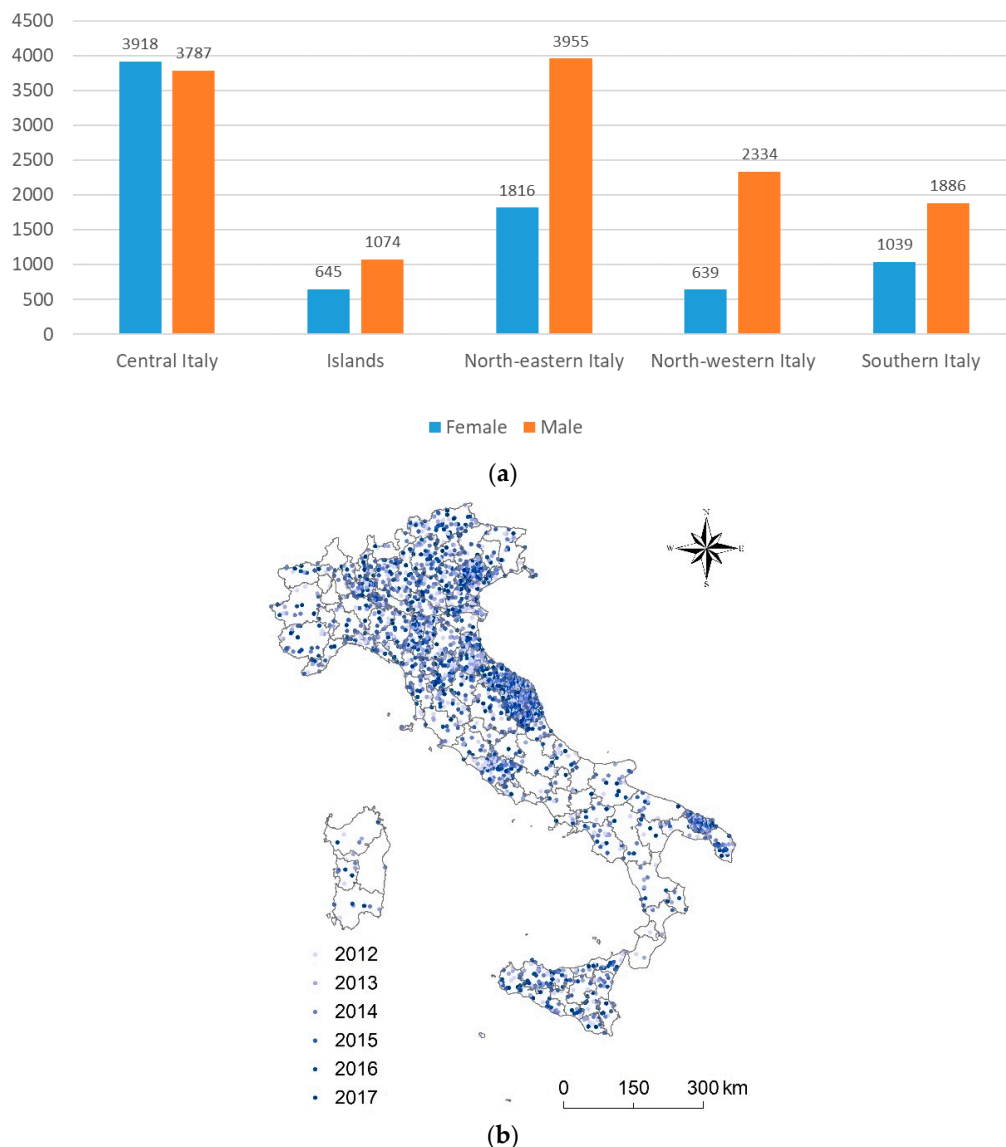 4500
4000
3500
3000
2500
2000
1500
1000
500
0
3918
3787
645
1074
1816
3955
639
2334
1039
1886
Central Italy
Islands
North-eastern Italy
North-western Italy
Southern Italy
Female
Male
(a)
N
W E
S
2012
2013
2014
2015
2016
2017
0 150 300 km
(b)